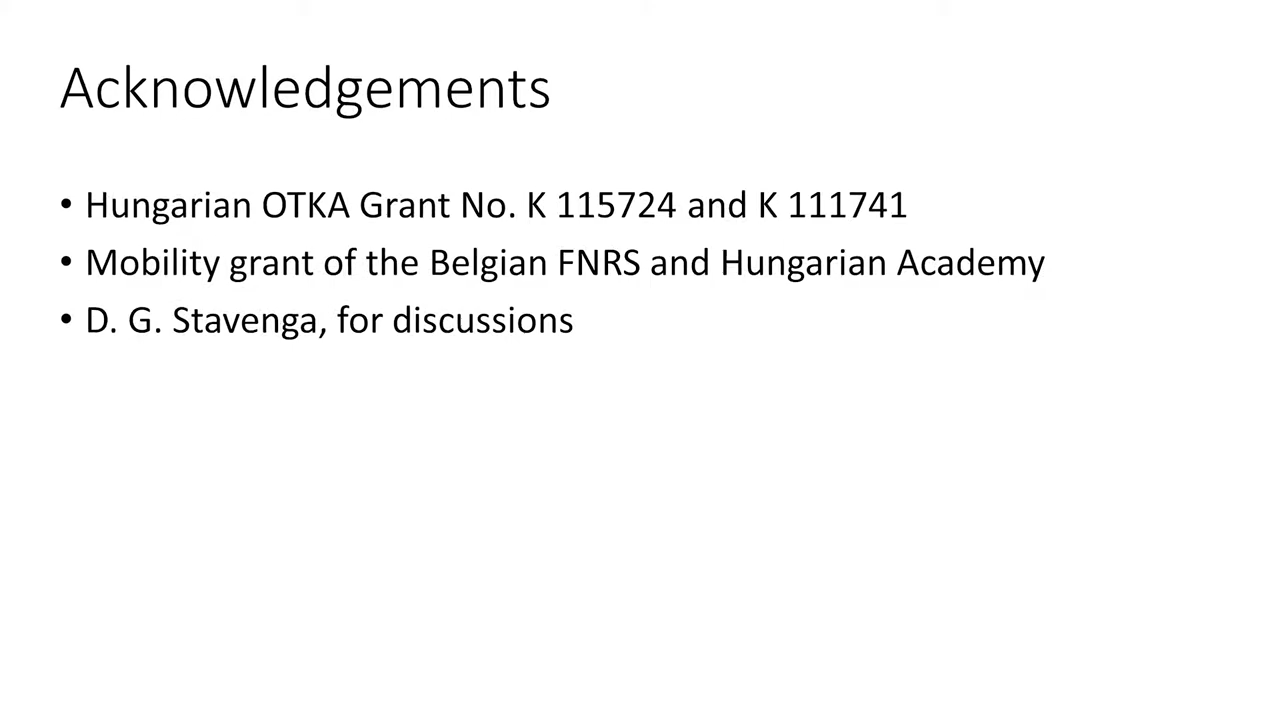 Acknowledgements
• Hungarian OTKA Grant No. K 115724 and K 111741
• Mobility grant of the Belgian FNRS and Hungarian Academy
• D. G. Stavenga, for discussions